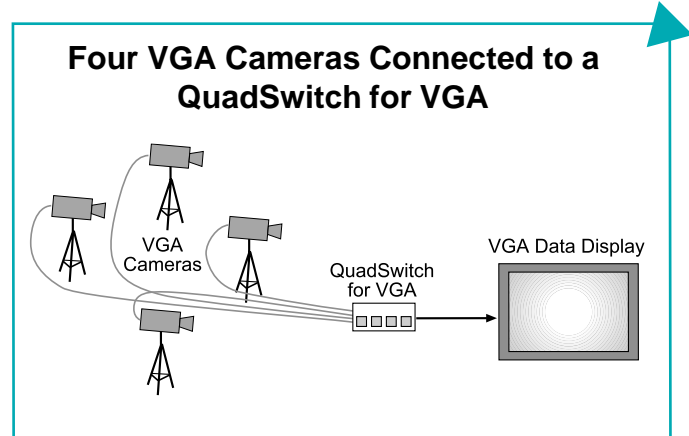 Four VGA Cameras Connected to a
QuadSwitch for VGA
VGA
Cameras
QuadSwitch
for VGA
VGA Data Display